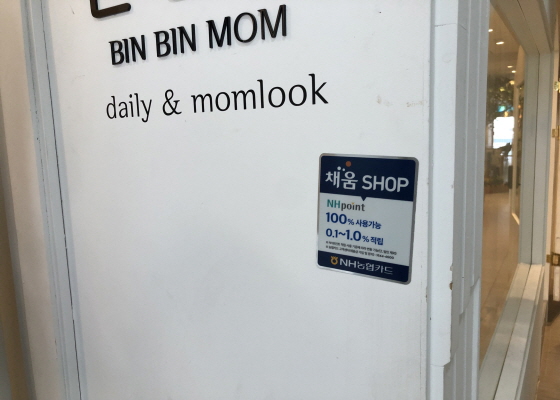 BIN BIN MOM
daily & momlook
채움 SHOP
NHpoint
100% 사용가능
0.1~1.0% 적립
NH농협카드